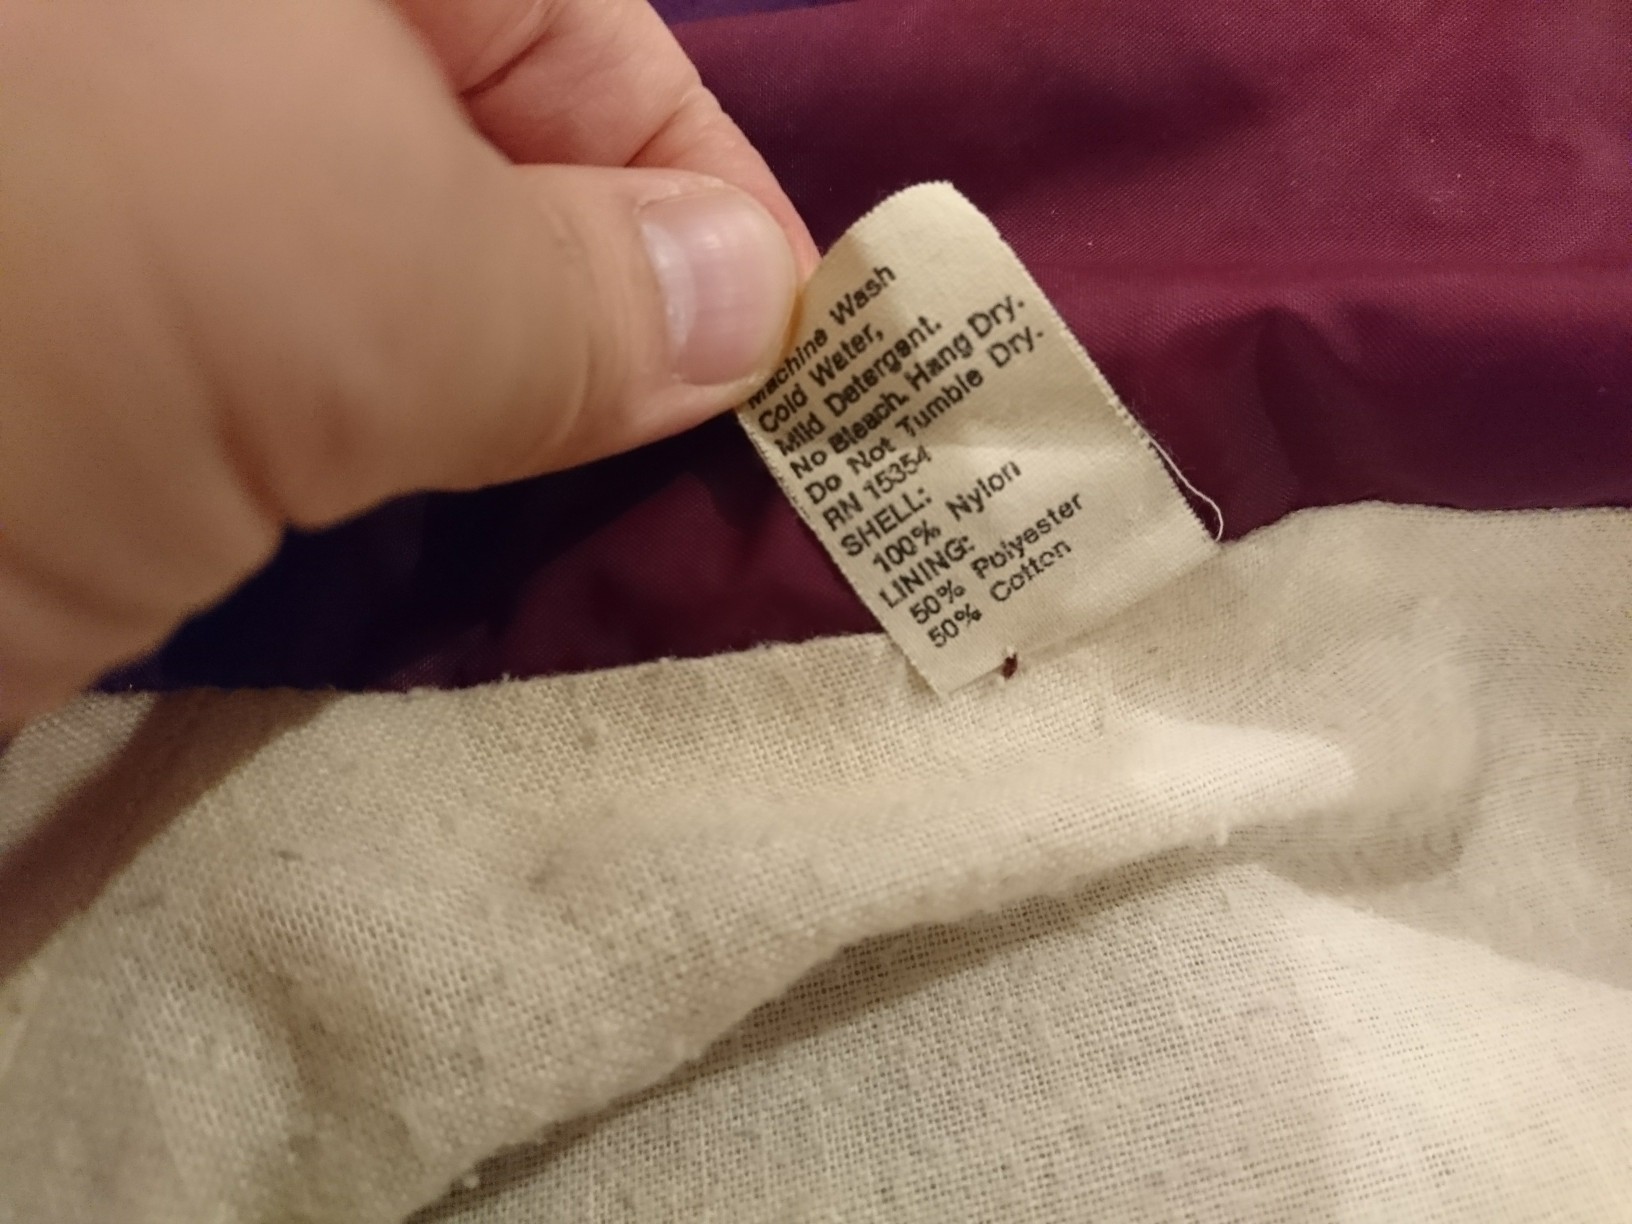 Machine Wash
Cold Water,
Mild Detergent.
No Bleach. Hang Dry.
Do Not Tumble Dry.
RN 15354
SHELL:
100% Nylon
LINING:
50% Polyester
50% Cotton